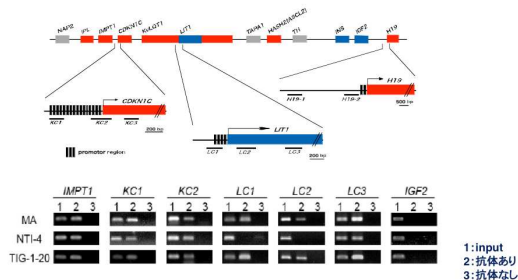 NAP2 IPL IMPT1 CDKN1C KvLQT1 LIT1 TAPA1 MASH2(ASCL2) TH INS IGF2 H19
H19
H19-1 H19-2
500 bp
CDKN1C
KC1 KC2 KC3
200 bp
LIT1
LC1 LC2 LC3
200 bp
promotor region
IMPT1 KC1 KC2 LC1 LC2 LC3 IGF2
1 2 3 1 2 3 1 2 3 1 2 3 1 2 3 1 2 3 1 2 3
MA
NTI-4
TIG-1-20
1:input
2:抗体あり
3:抗体なし